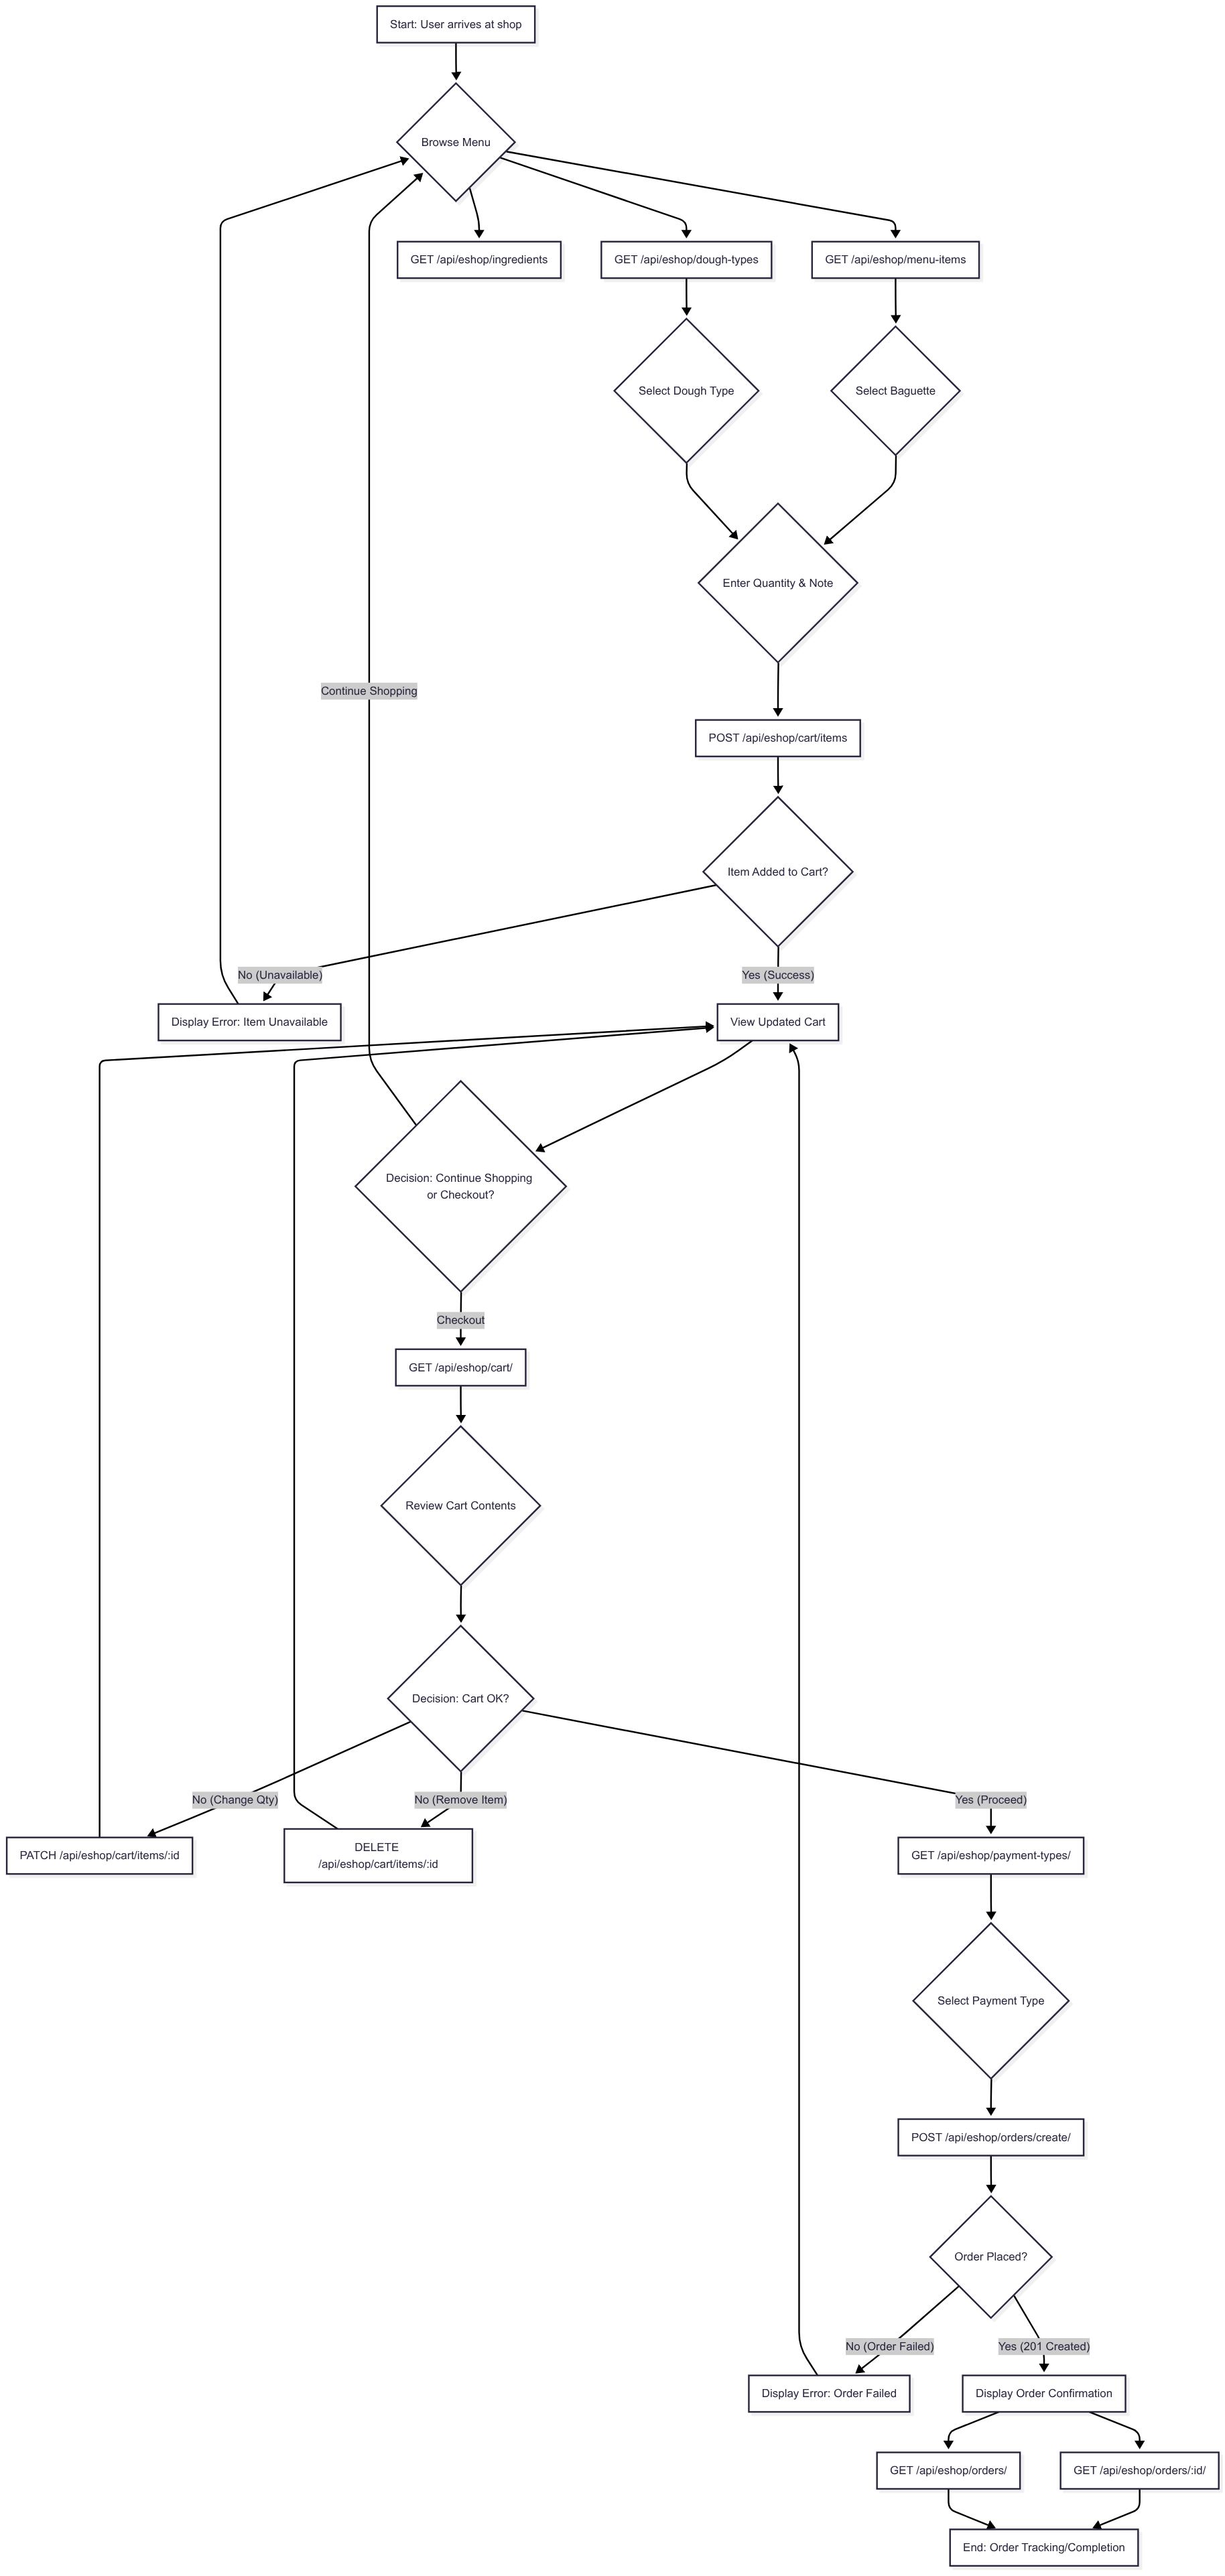 Start: User arrives at shop
Browse Menu
GET /api/eshop/ingredients
GET /api/eshop/dough-types
GET /api/eshop/menu-items
Select Dough Type
Select Baguette
Enter Quantity & Note
Continue Shopping
POST /api/eshop/cart/items
Item Added to Cart?
No (Unavailable)
Yes (Success)
Display Error: Item Unavailable
View Updated Cart
Decision: Continue Shopping
or Checkout?
Checkout
GET /api/eshop/cart/
Review Cart Contents
Decision: Cart OK?
No (Change Qty)
No (Remove Item)
Yes (Proceed)
PATCH /api/eshop/cart/items/:id
DELETE
/api/eshop/cart/items/:id
GET /api/eshop/payment-types/
Select Payment Type
POST /api/eshop/orders/create/
Order Placed?
No (Order Failed)
Yes (201 Created)
Display Error: Order Failed
Display Order Confirmation
GET /api/eshop/orders/
GET /api/eshop/orders/:id/
End: Order Tracking/Completion